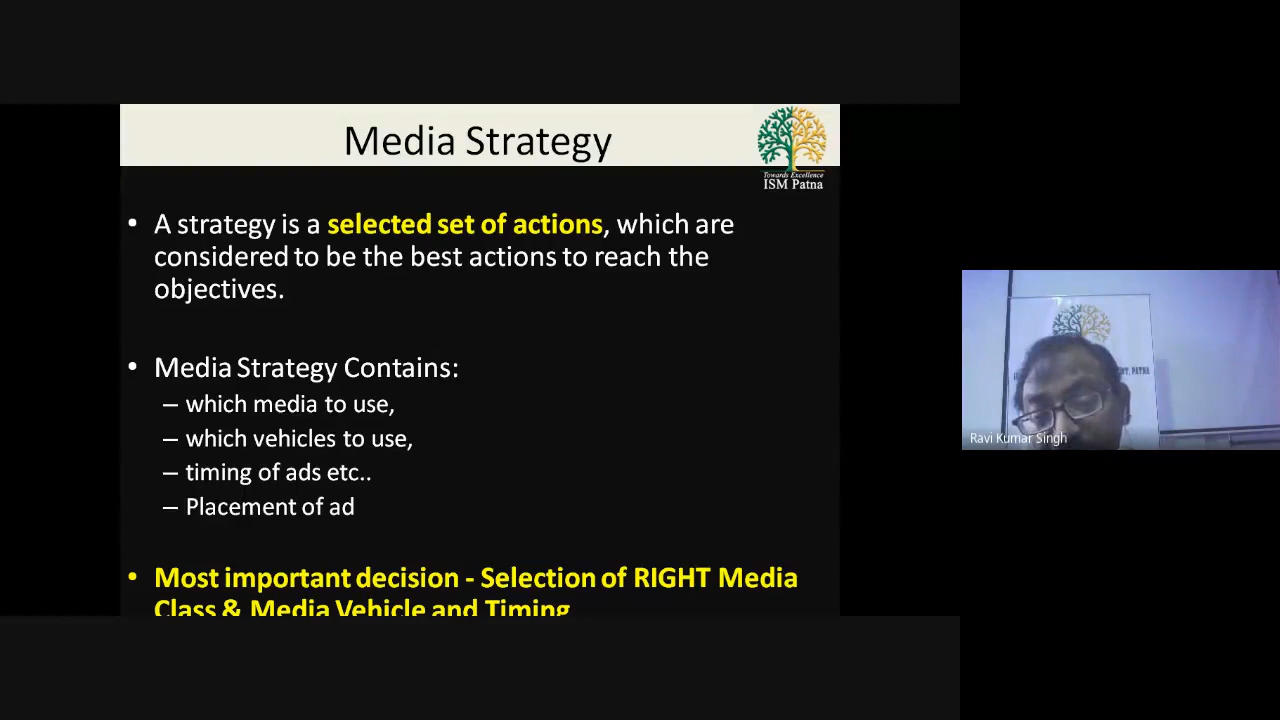 Media Strategy
Towards Excellence
ISM Patna
• A strategy is a selected set of actions, which are
considered to be the best actions to reach the
objectives.
• Media Strategy Contains:
– which media to use,
– which vehicles to use,
– timing of ads etc..
– Placement of ad
• Most important decision - Selection of RIGHT Media
Class & Media Vehicle and Timing
PATNA
Ravi Kumar Singh